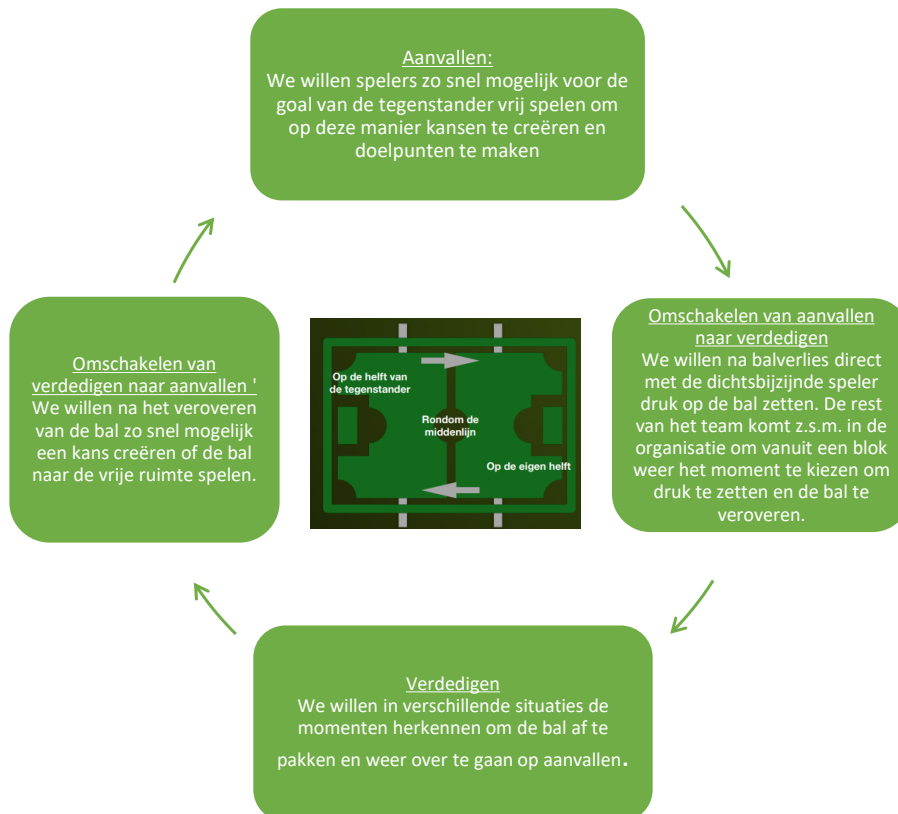 Aanvallen:
We willen spelers zo snel mogelijk voor de
goal van de tegenstander vrij spelen om
op deze manier kansen te creëren en
doelpunten te maken
Omschakelen van aanvallen
naar verdedigen
We willen na balverlies direct
met de dichtsbijzijnde speler
druk op de bal zetten. De rest
van het team komt z.s.m. in de
organisatie om vanuit een blok
weer het moment te kiezen om
druk te zetten en de bal te
veroveren.
Verdedigen
We willen in verschillende situaties de
momenten herkennen om de bal af te
pakken en weer over te gaan op aanvallen.
Omschakelen van
verdedigen naar aanvallen '
We willen na het veroveren
van de bal zo snel mogelijk
een kans creëren of de bal
naar de vrije ruimte spelen.
Op de helft van
de tegenstander
Rondom de
middenlijn
Op de eigen helft